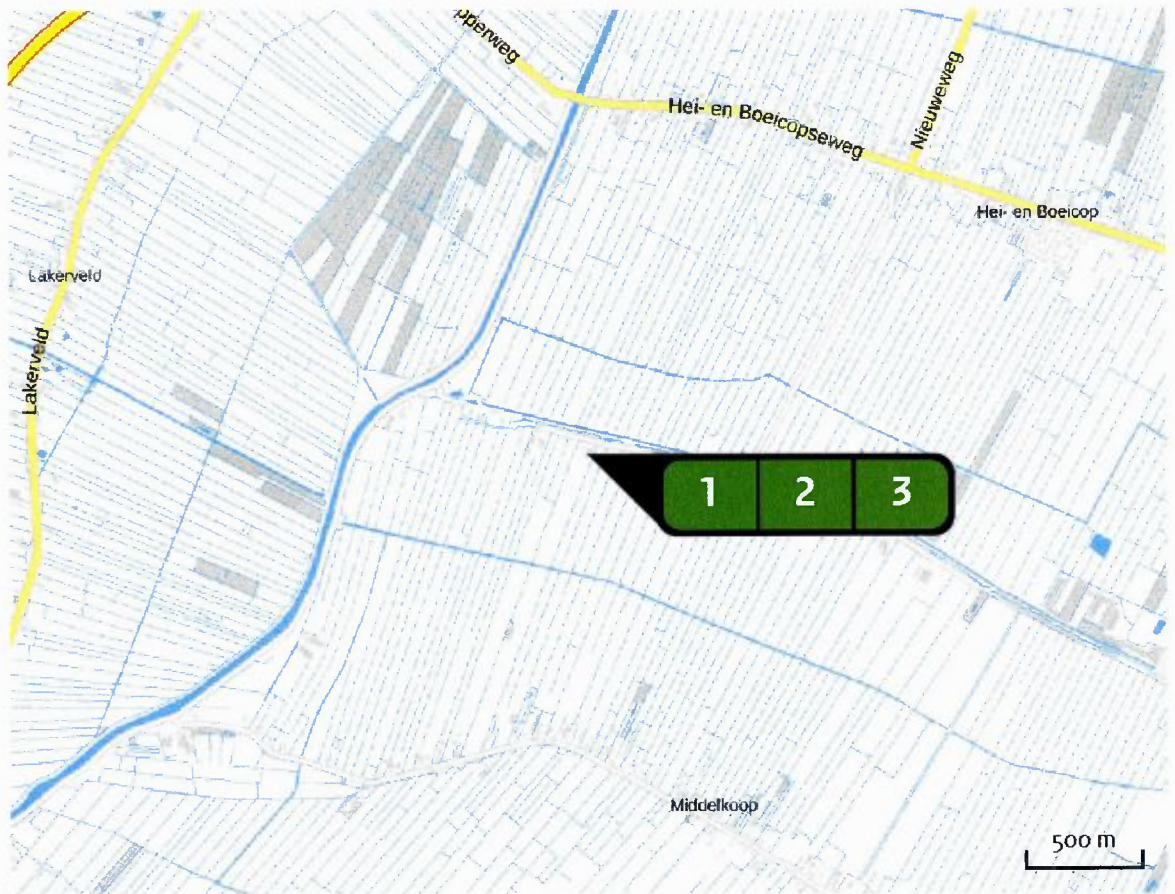 pperweg
Hei- en Boeicopseweg
Nieuweweg
Hei- en Boeicop
Lakerveld
Lakerveld
1 2 3
Middelkoop
500 m